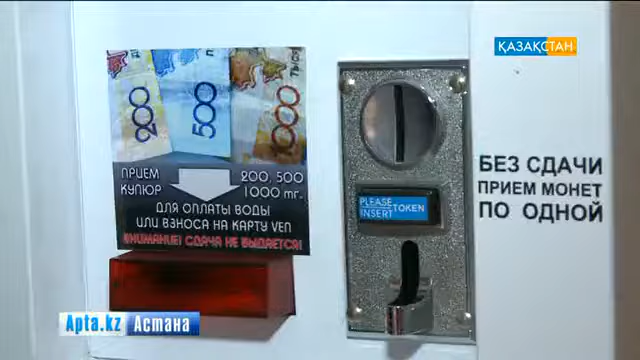 ҚАЗАҚСТАН
200
500
1000
ПРИЕМ 200, 500
КУПЮР 1000 тг.
ДЛЯ ОПЛАТЫ ВОДЫ
ИЛИ ВЗНОСА НА КАРТУ VEN
ВНИМАНИЕ! СДАЧА НЕ ВЫДАЕТСЯ!
PLEASE
INSERT TOKEN
БЕЗ СДАЧИ
ПРИЕМ МОНЕТ
ПО ОДНОЙ
Apta.kz Астана